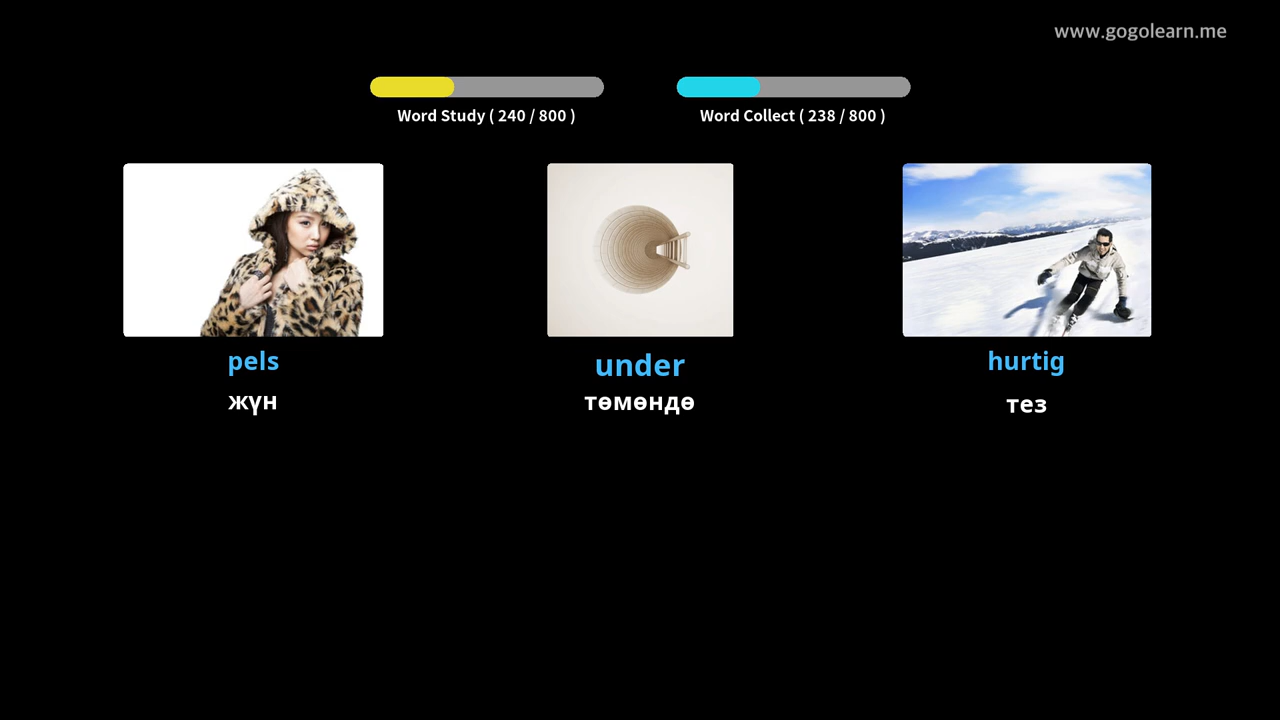 www.gogolearn.me
Word Study ( 240 / 800 )
Word Collect ( 238 / 800 )
pels
under
hurtig
жүн
төмөндө
тез